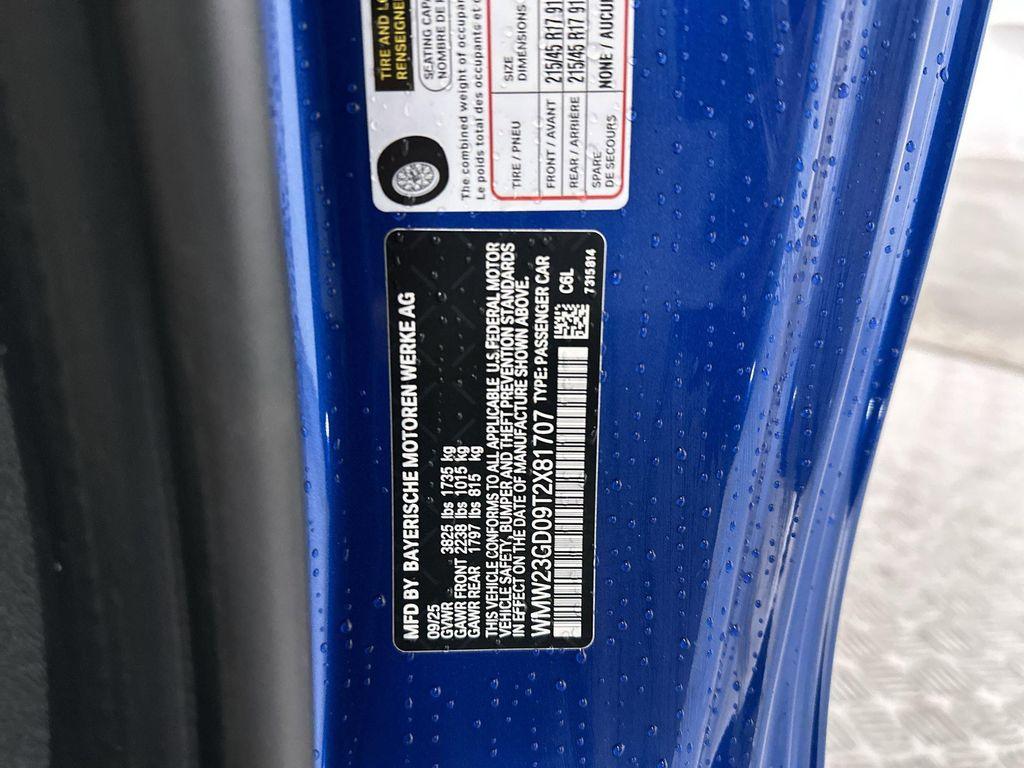 MFD BY BAYERISCHE MOTOREN WERKE AG
09/25
GVWR 3825 lbs 1735 kg
GAWR FRONT 2238 lbs 1015 kg
GAWR REAR 1797 lbs 815 kg
THIS VEHICLE CONFORMS TO ALL APPLICABLE U.S. FEDERAL MOTOR
VEHICLE SAFETY, BUMPER AND THEFT PREVENTION STANDARDS
IN EFFECT ON THE DATE OF MANUFACTURE SHOWN ABOVE.
WMW23GD09T2X81707 TYPE: PASSENGER CAR
C6L
7315814
TIRE AND
RENSEIGNE
SEATING
NOMBRE DE
The combined weight of
Le poids total des occupants et
TIRE / PNEU SIZE
DIMENSIONS
FRONT / AVANT 215/45 R17 91
REAR / ARRIÈRE 215/45 R17 91
SPARE NONE /
DE SECOURS